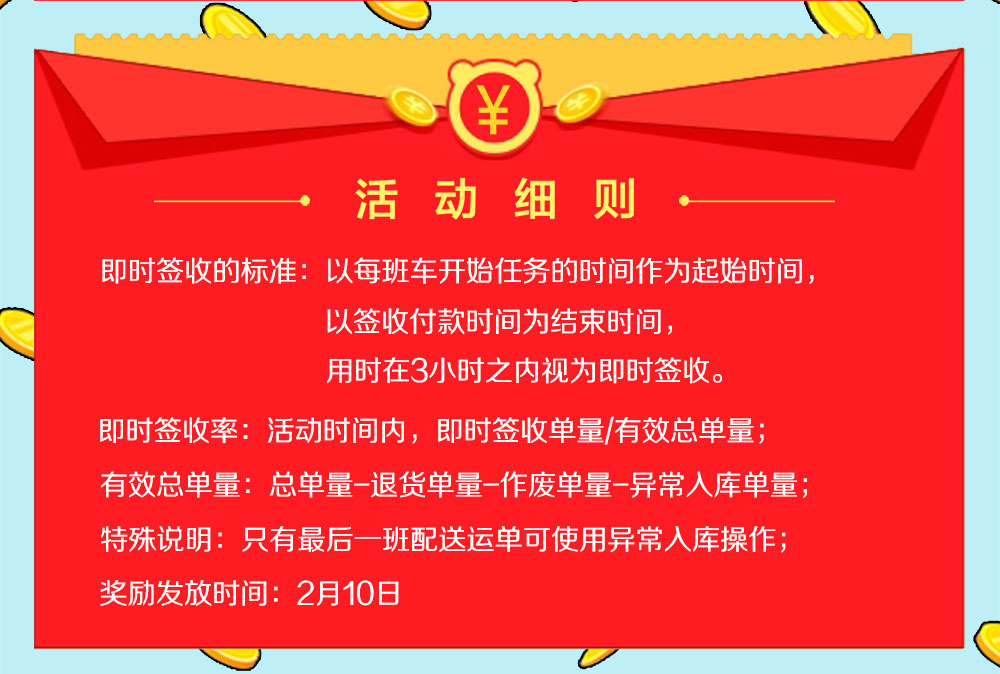 ¥
活动细则
即时签收的标准：以每班车开始任务的时间作为起始时间，
以签收付款时间为结束时间，
用时在3小时之内视为即时签收。
即时签收率：活动时间内，即时签收单量/有效总单量；
有效总单量：总单量-退货单量-作废单量-异常入库单量；
特殊说明：只有最后一班配送运单可使用异常入库操作；
奖励发放时间：2月10日